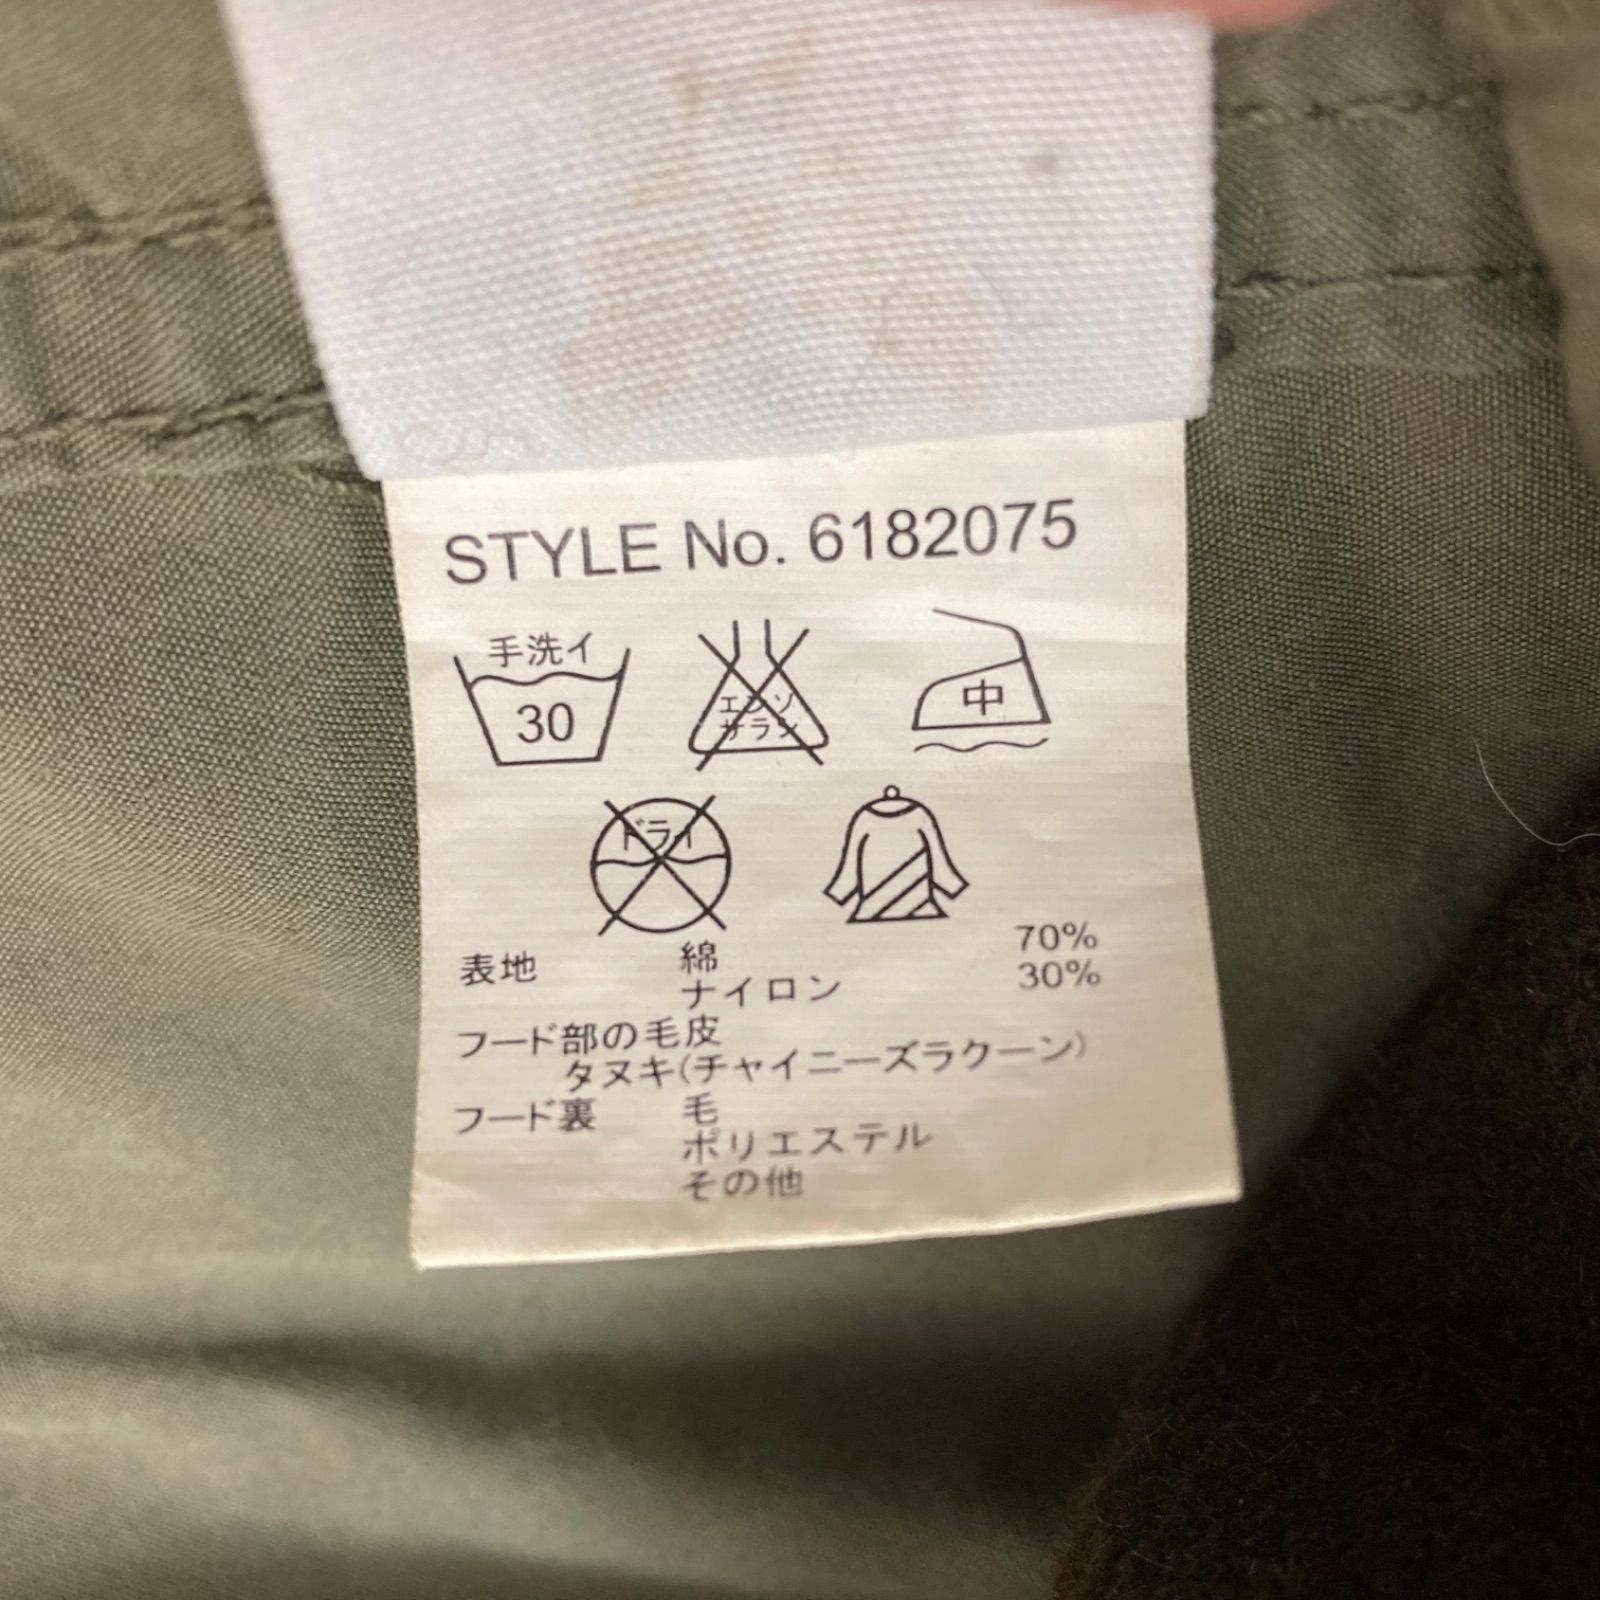 STYLE No. 6182075
手洗イ
30
エンソ
サラシ
中
ドライ
表地 綿 70%
ナイロン 30%
フード部の毛皮
タヌキ(チャイニーズラクーン)
フード裏 毛
ポリエステル
その他